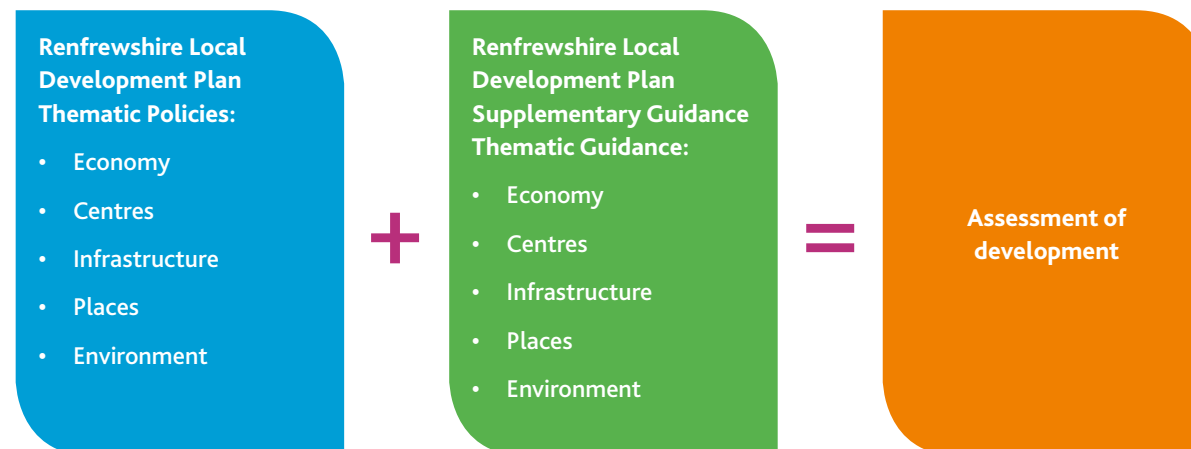 Renfrewshire Local
Development Plan
Thematic Policies:
• Economy
• Centres
• Infrastructure
• Places
• Environment
+
Renfrewshire Local
Development Plan
Supplementary Guidance
Thematic Guidance:
• Economy
• Centres
• Infrastructure
• Places
• Environment
=
Assessment of
development